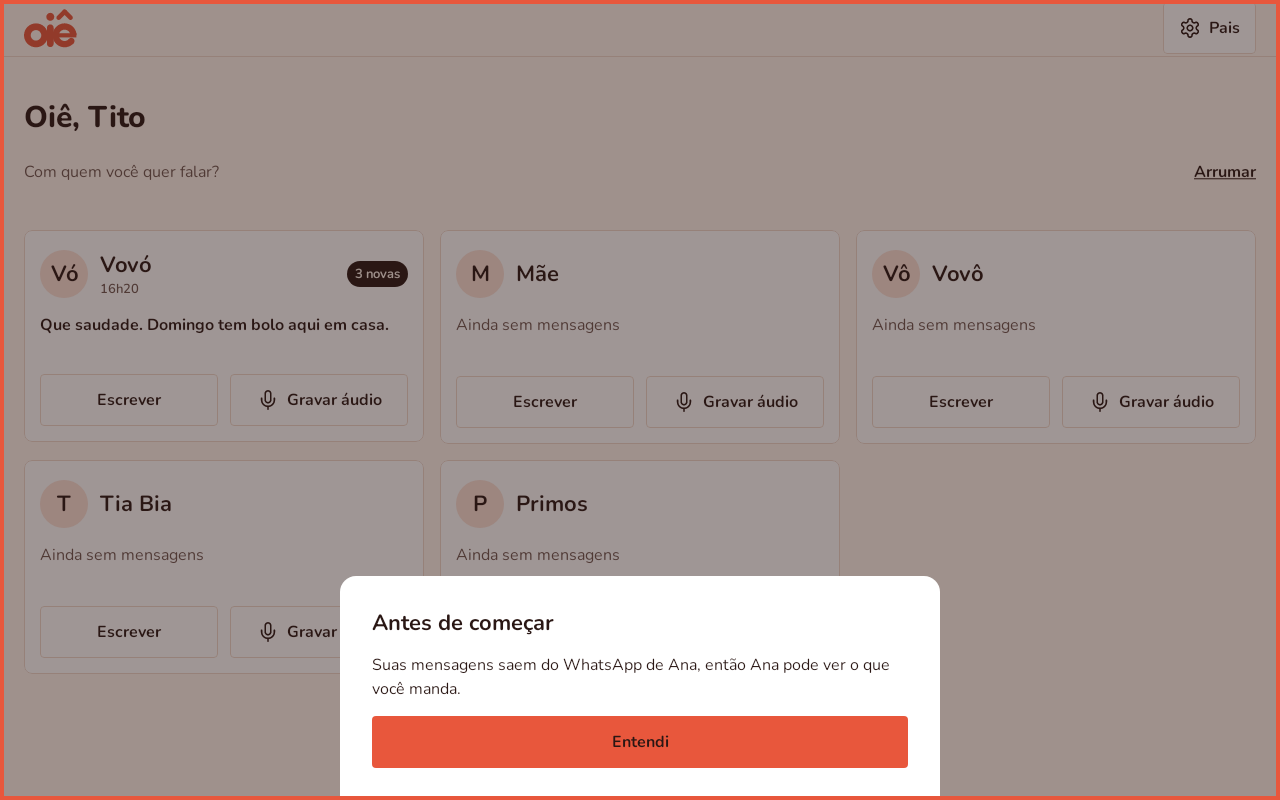 oiê
Pais
Oiê, Tito
Com quem você quer falar?
Arrumar
Vó
Vovó
16h20
3 novas
Que saudade. Domingo tem bolo aqui em casa.
Escrever
Gravar áudio
M
Mãe
Ainda sem mensagens
Escrever
Gravar áudio
Vô
Vovô
Ainda sem mensagens
Escrever
Gravar áudio
T
Tia Bia
Ainda sem mensagens
Escrever
Gravar
P
Primos
Ainda sem mensagens
Antes de começar
Suas mensagens saem do WhatsApp de Ana, então Ana pode ver o que
você manda.
Entendi